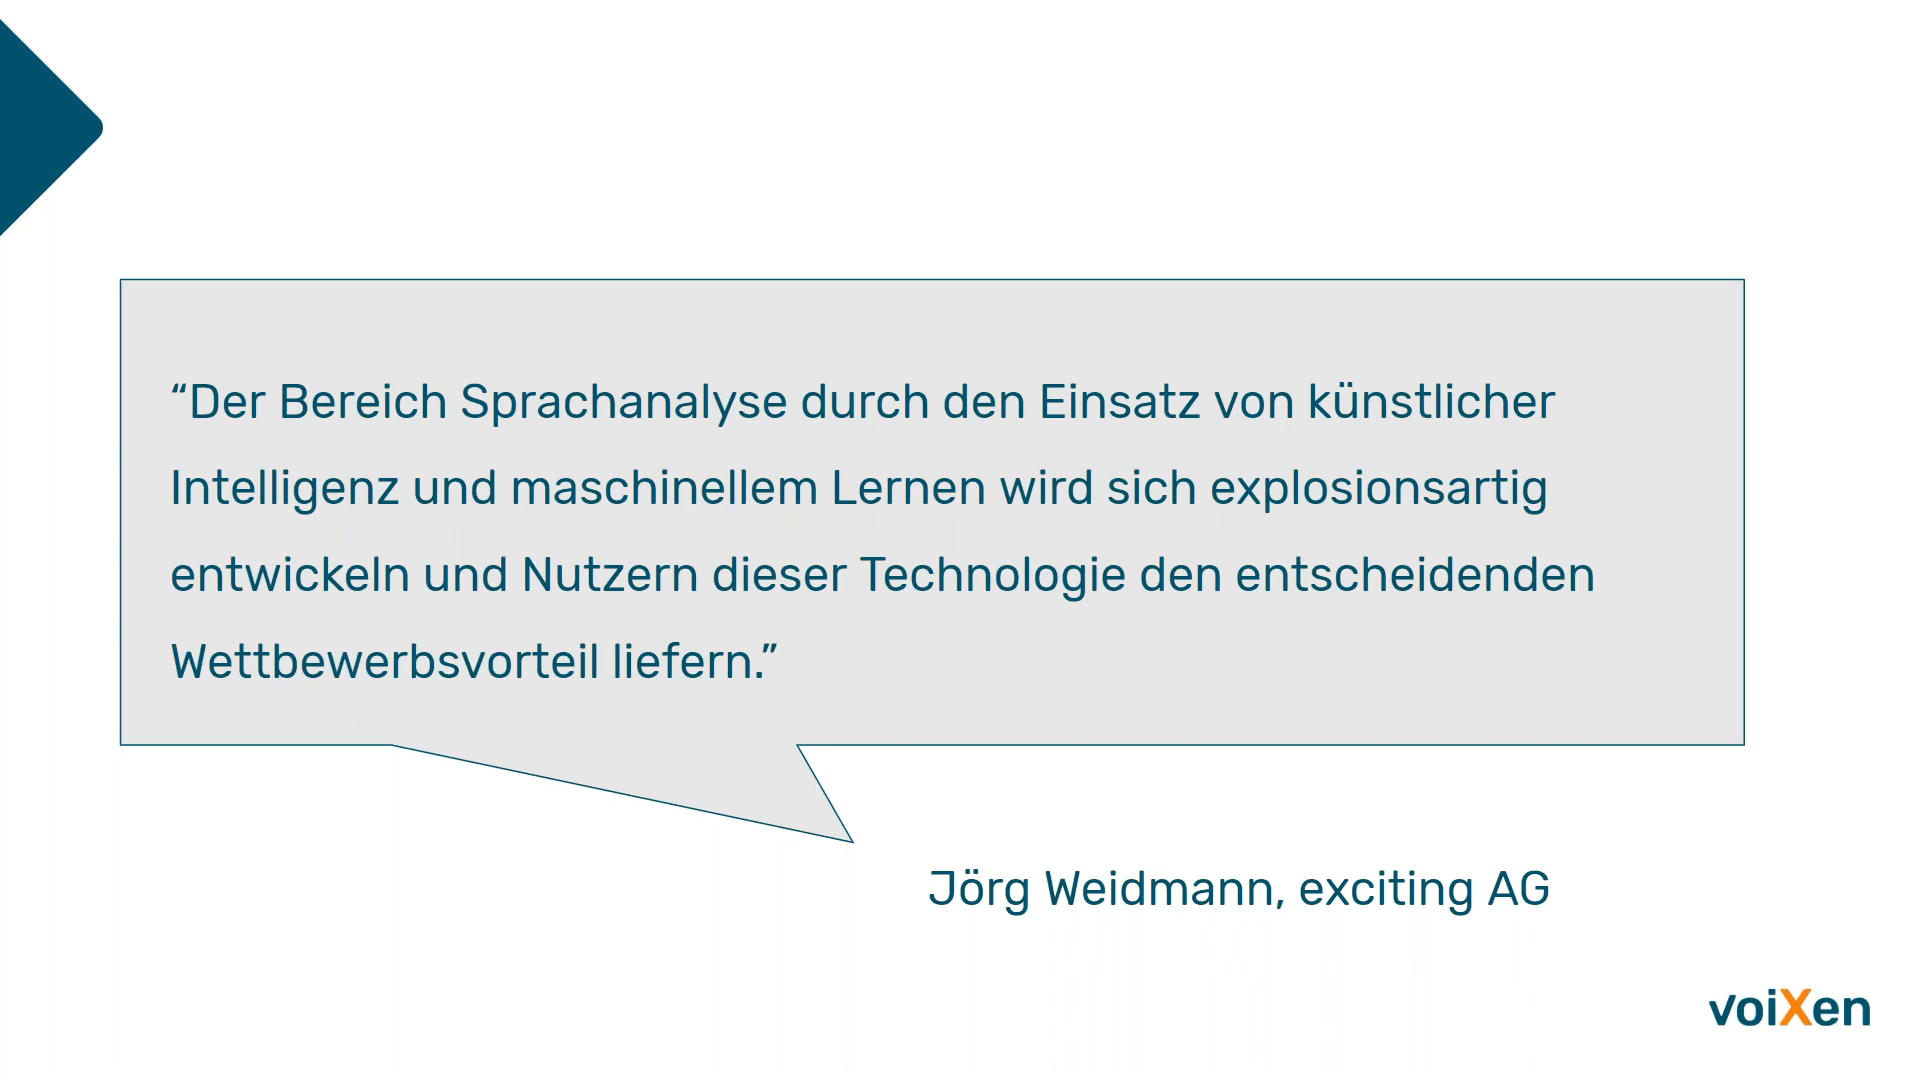 “Der Bereich Sprachanalyse durch den Einsatz von künstlicher
Intelligenz und maschinellem Lernen wird sich explosionsartig
entwickeln und Nutzern dieser Technologie den entscheidenden
Wettbewerbsvorteil liefern.”
Jörg Weidmann, exciting AG
voiXen